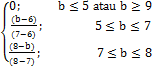 0; b ≤ 5 atau b ≥ 9
(b−6)/(7−6); 5 ≤ b ≤ 7
(8−b)/(8−7); 7 ≤ b ≤ 8